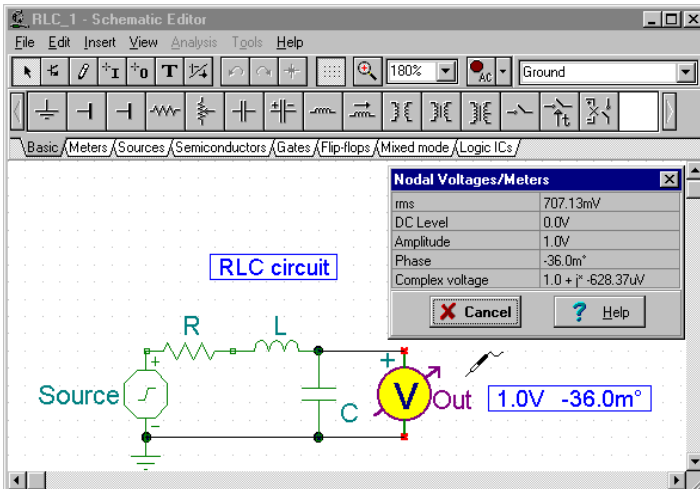 RLC_1 - Schematic Editor
File Edit Insert View Analysis Tools Help
I O T 180% AC Ground
t
Basic Meters Sources Semiconductors Gates Flip-flops Mixed mode Logic ICs
Nodal Voltages/Meters
rms 707.13mV
DC Level 0.0V
Amplitude 1.0V
Phase -36.0m°
Complex voltage 1.0 + j* -628.37uV
Cancel ? Help
RLC circuit
R L
+ +
Source C V Out 1.0V -36.0m°
-